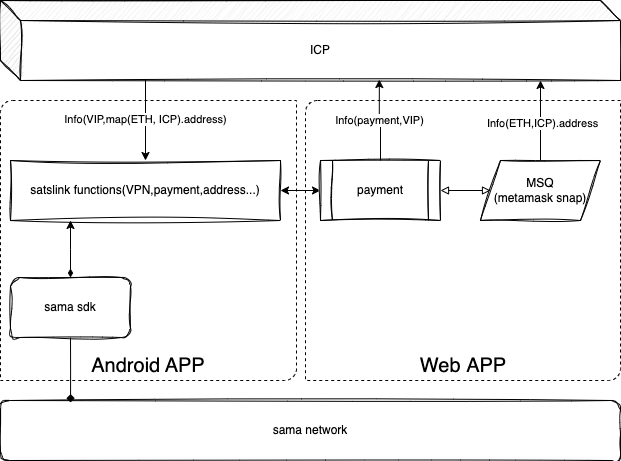 ICP
Info(VIP,map(ETH, ICP).address)
Info(payment,VIP)
Info(ETH,ICP).address
satslink functions(VPN,payment,address...)
payment
MSQ
(metamask snap)
sama sdk
Android APP
Web APP
sama network